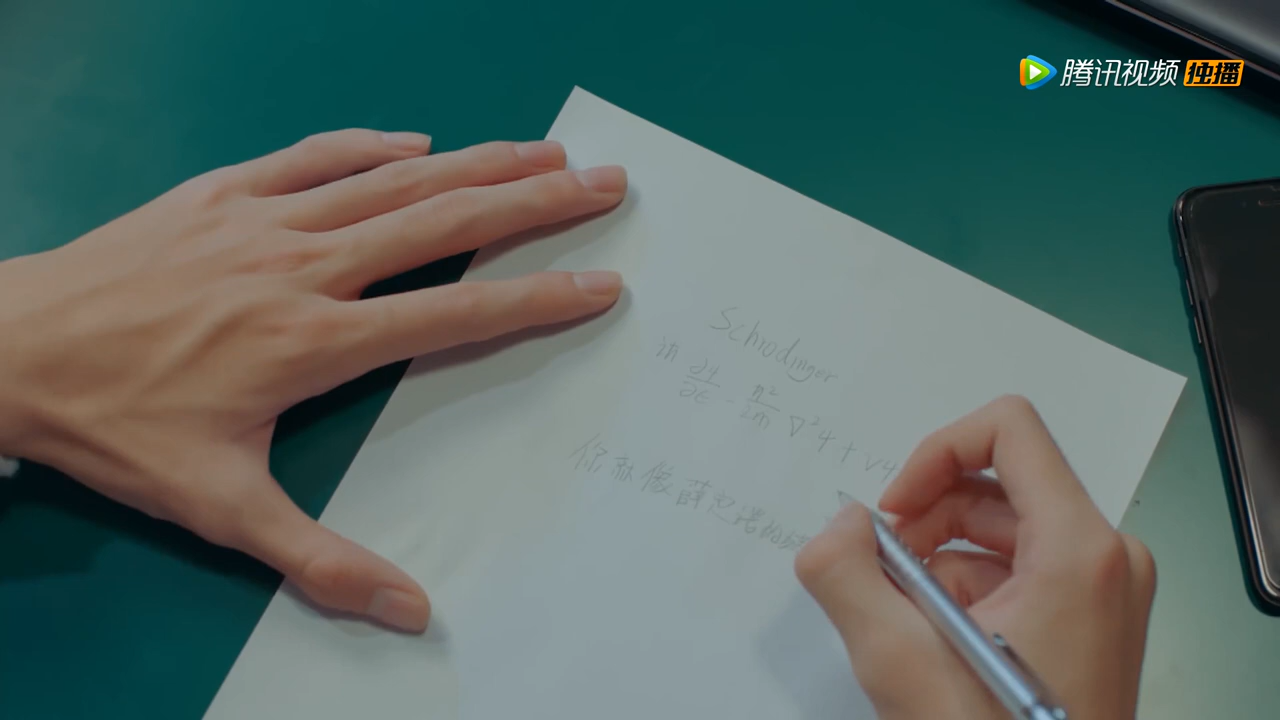 腾讯视频 独播
Schrodinger
iħ ∂ψ/∂t - ħ²/2m ∇²ψ + vψ
你就像薛定谔的